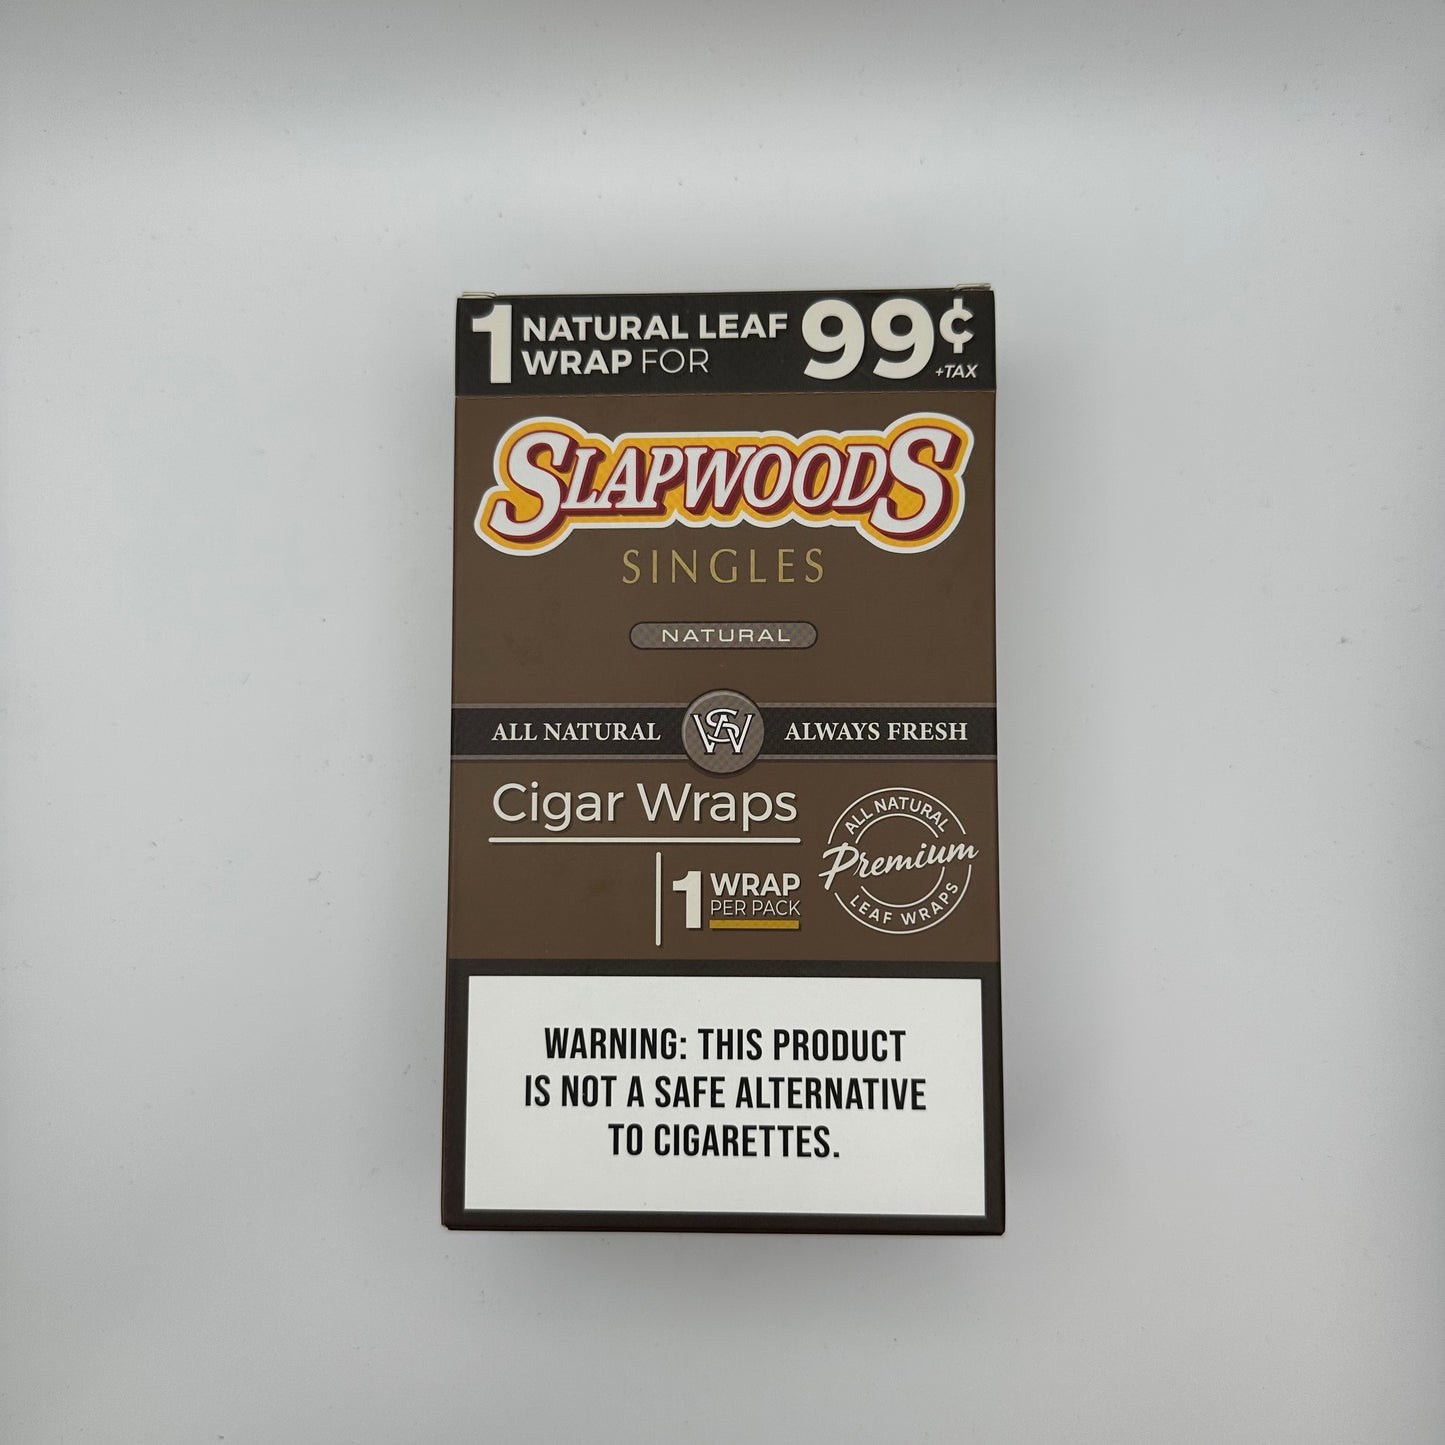 1 NATURAL LEAF
WRAP FOR
99¢
+TAX
SLAPWOODS
SINGLES
NATURAL
ALL NATURAL
SW
ALWAYS FRESH
Cigar Wraps
1 WRAP
PER PACK
ALL NATURAL
Premium
LEAF WRAPS
WARNING: THIS PRODUCT
IS NOT A SAFE ALTERNATIVE
TO CIGARETTES.